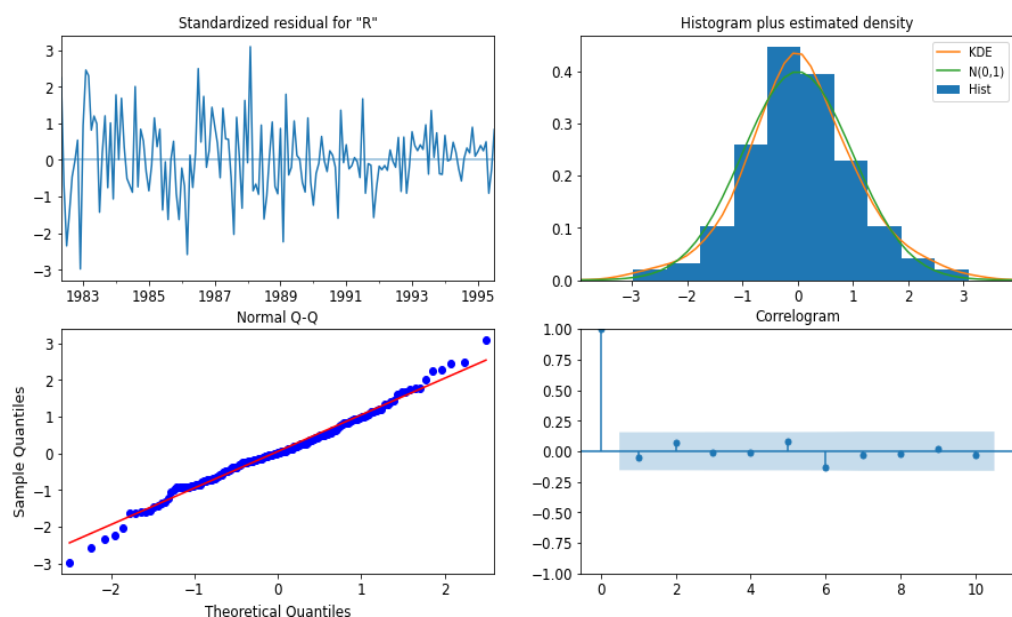 Standardized residual for "R"
3
2
1
0
−1
−2
−3
1983 1985 1987 1989 1991 1993 1995
Histogram plus estimated density
KDE
N(0,1)
Hist
0.4
0.3
0.2
0.1
0.0
−3 −2 −1 0 1 2 3
Normal Q-Q
Sample Quantiles
3
2
1
0
−1
−2
−3
−2 −1 0 1 2
Theoretical Quantiles
Correlogram
1.00
0.75
0.50
0.25
0.00
−0.25
−0.50
−0.75
−1.00
0 2 4 6 8 10